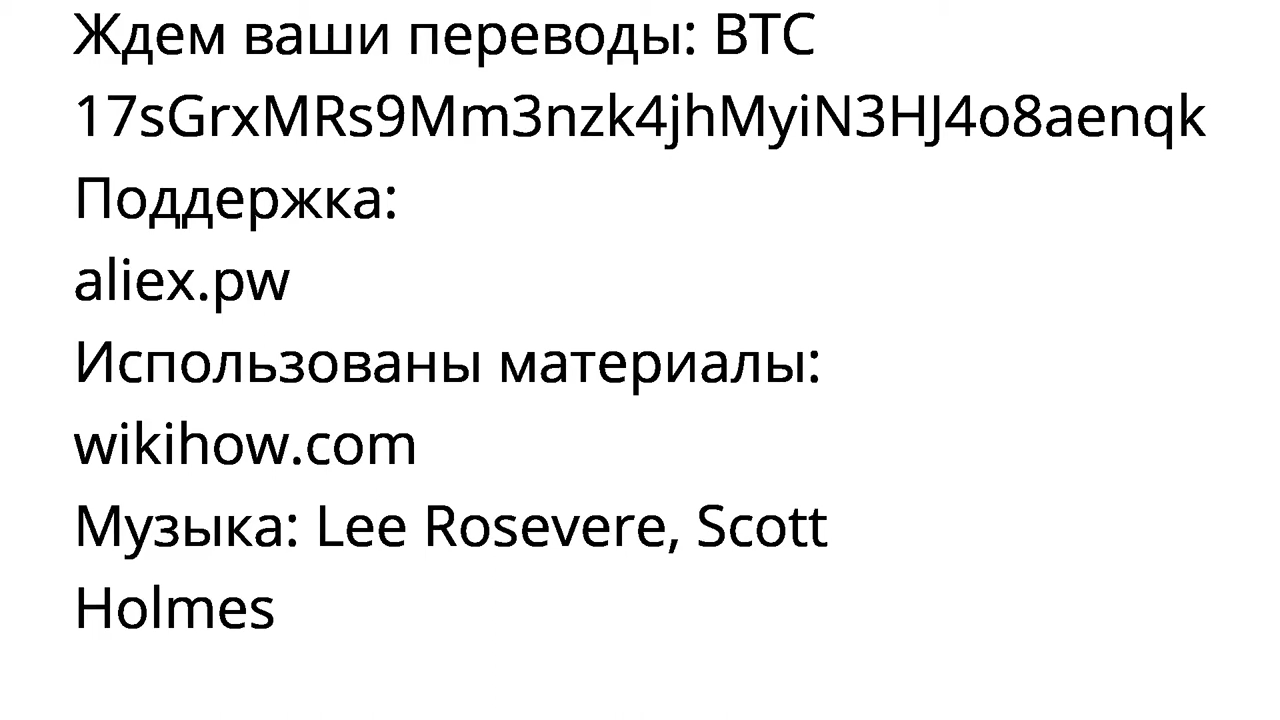 Ждем ваши переводы: BTC
17sGrxMRs9Mm3nzk4jhMyiN3HJ4o8aenqk
Поддержка:
aliex.pw
Использованы материалы:
wikihow.com
Музыка: Lee Rosevere, Scott
Holmes